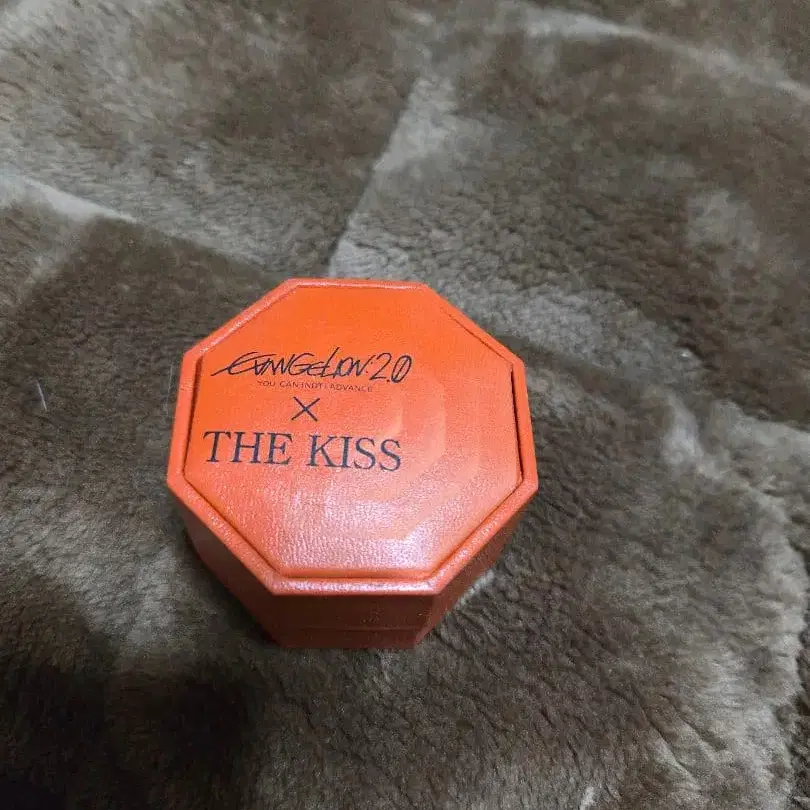 EVANGELION:2.0
YOU CAN (NOT) ADVANCE.
×
THE KISS